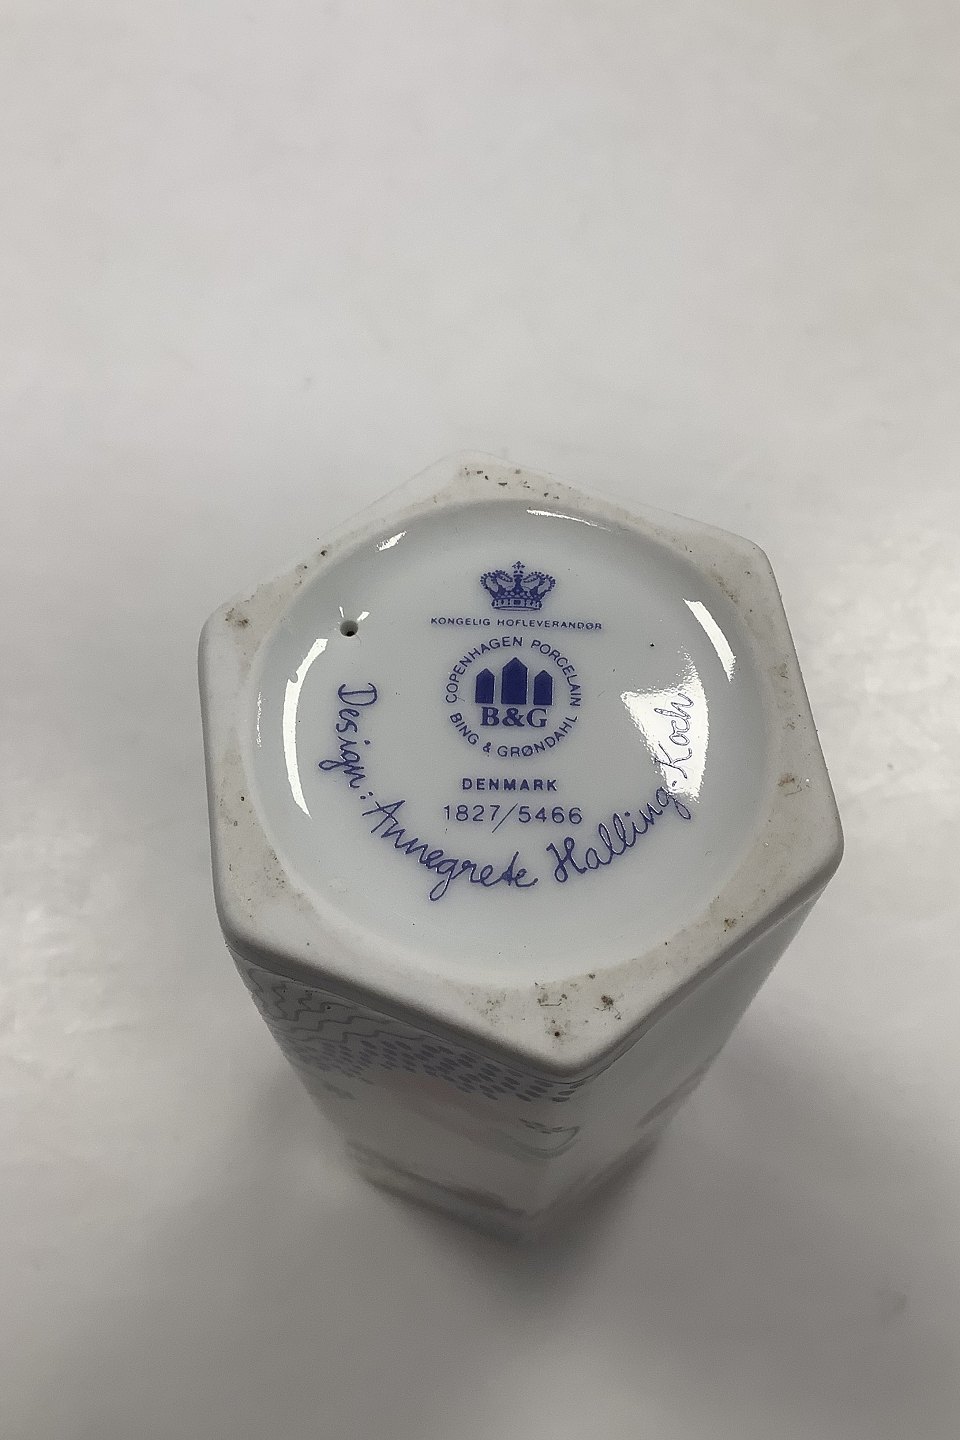 KONGELIG HOFLEVERANDØR
COPENHAGEN PORCELAIN
B&G
BING & GRØNDAHL
DENMARK
1827/5466
Design: Annegrete Halling-Koch